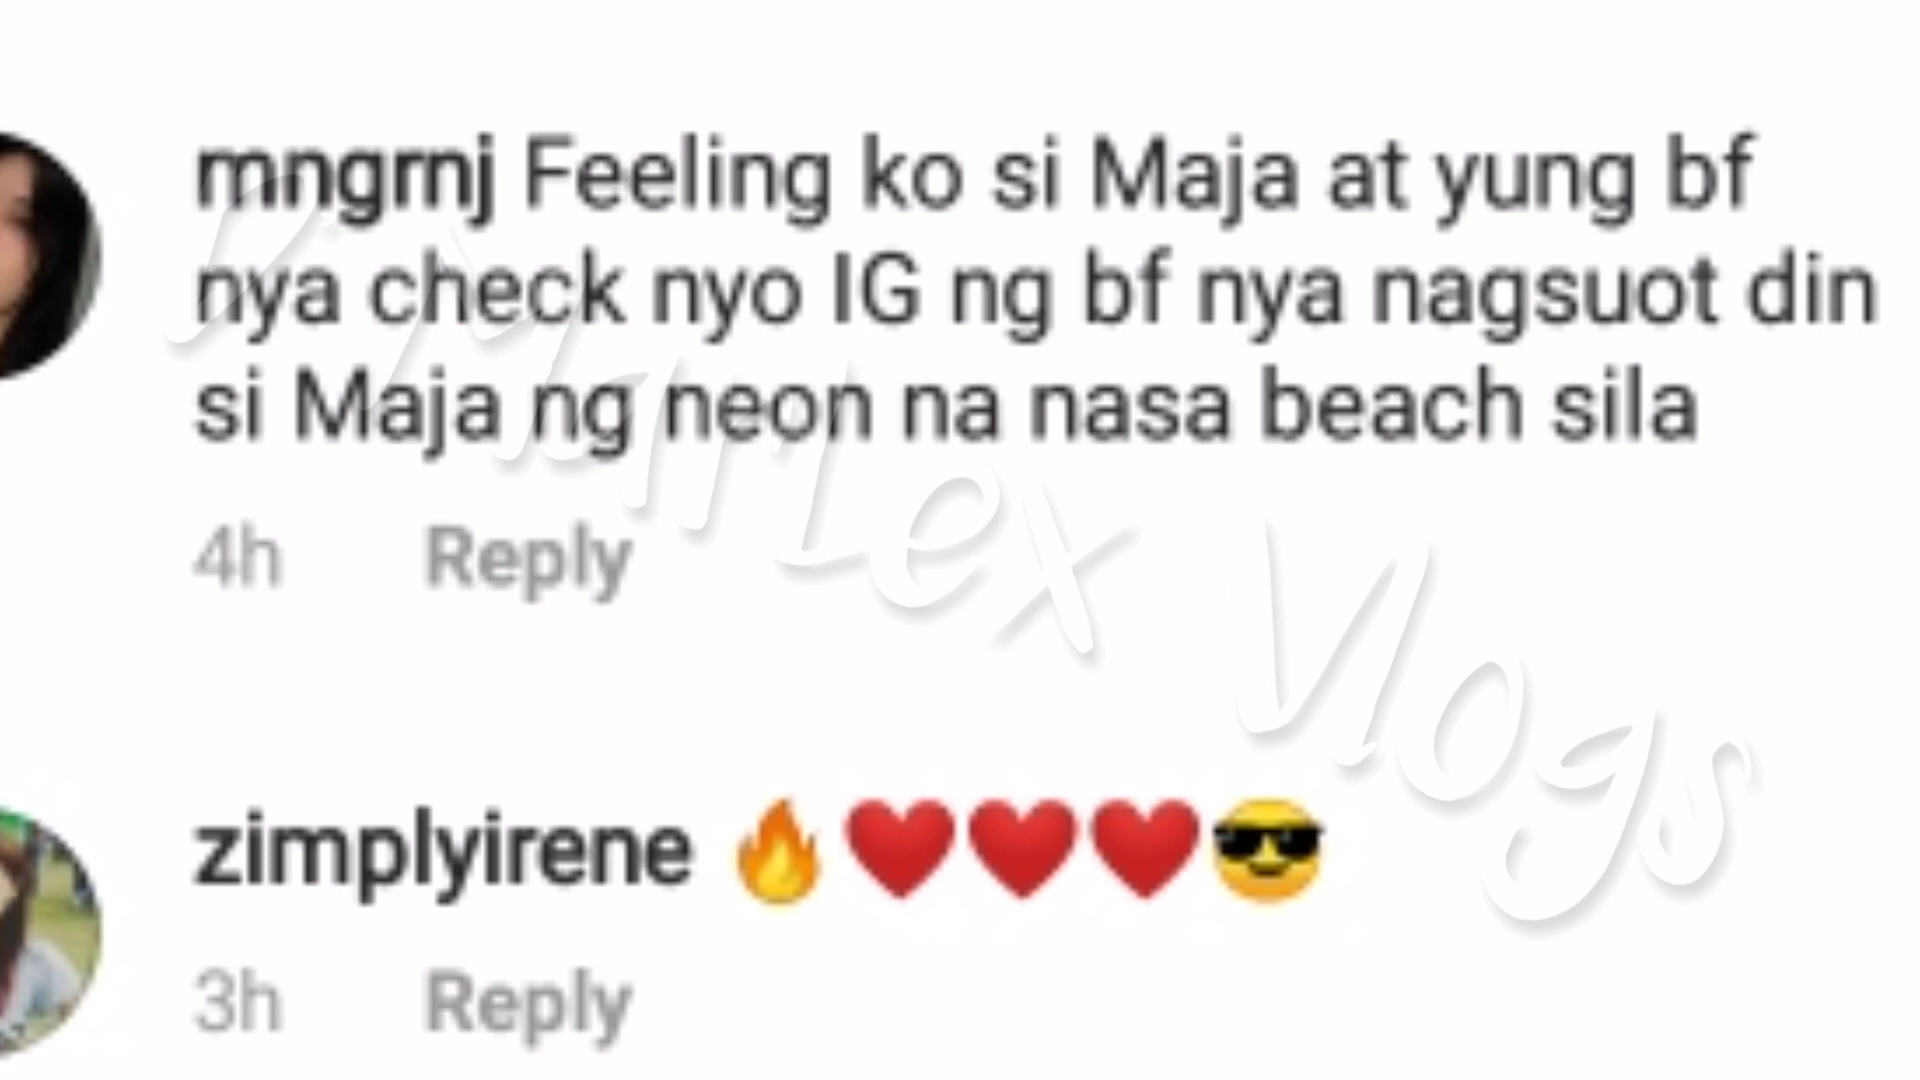 mngrnj Feeling ko si Maja at yung bf
nya check nyo IG ng bf nya nagsuot din
si Maja ng neon na nasa beach sila
4h Reply
zimplyirene 🔥❤️❤️❤️😎
3h Reply
MarLex Vlogs